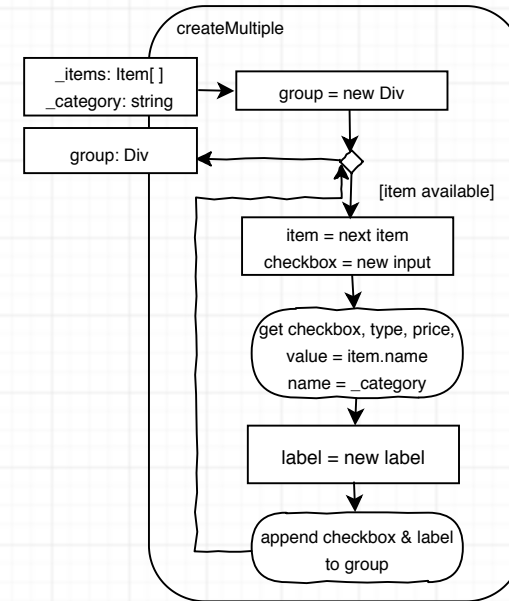 createMultiple
_items: Item[ ]
_category: string
group = new Div
group: Div
[item available]
item = next item
checkbox = new input
get checkbox, type, price,
value = item.name
name = _category
label = new label
append checkbox & label
to group